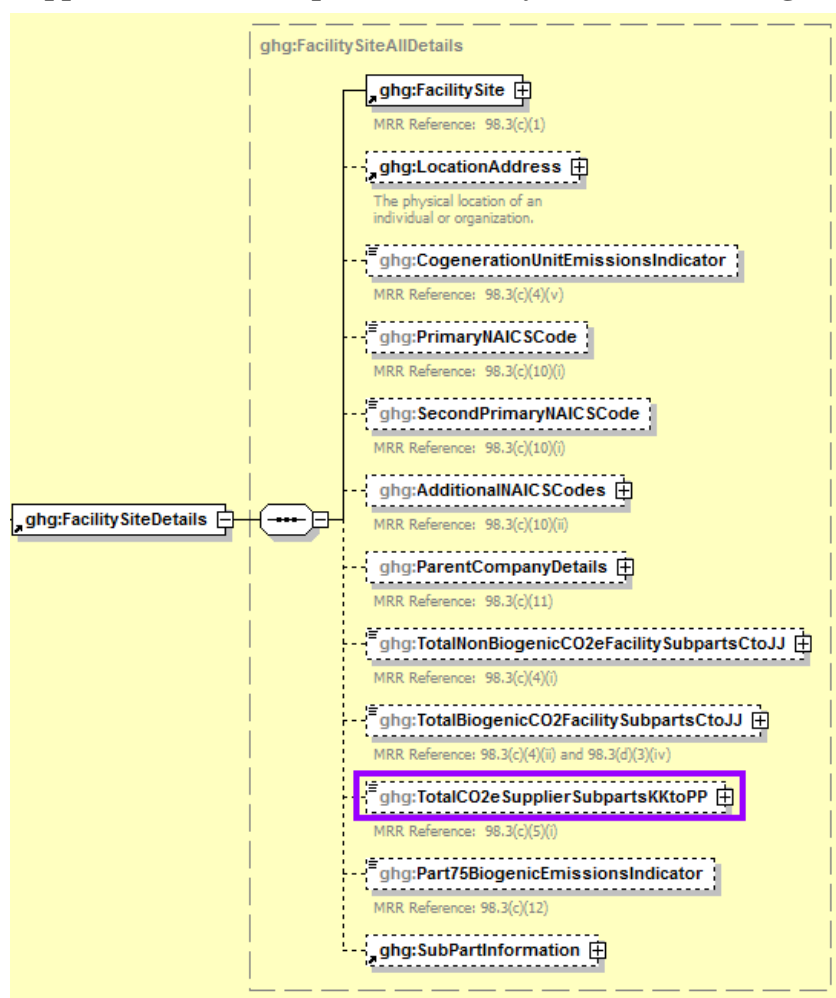 ghg:FacilitySiteAllDetails
ghg:FacilitySite
MRR Reference: 98.3(c)(1)
ghg:LocationAddress
The physical location of an
individual or organization.
ghg:CogenerationUnitEmissionsIndicator
MRR Reference: 98.3(c)(4)(v)
ghg:PrimaryNAICSCode
MRR Reference: 98.3(c)(10)(i)
ghg:SecondPrimaryNAICSCode
MRR Reference: 98.3(c)(10)(i)
ghg:AdditionalNAICSCodes
MRR Reference: 98.3(c)(10)(ii)
ghg:FacilitySiteDetails
ghg:ParentCompanyDetails
MRR Reference: 98.3(c)(11)
ghg:TotalNonBiogenicCO2eFacilitySubpartsCtoJJ
MRR Reference: 98.3(c)(4)(i)
ghg:TotalBiogenicCO2FacilitySubpartsCtoJJ
MRR Reference: 98.3(c)(4)(ii) and 98.3(d)(3)(iv)
ghg:TotalCO2eSupplierSubpartsKKtoPP
MRR Reference: 98.3(c)(5)(i)
ghg:Part75BiogenicEmissionsIndicator
MRR Reference: 98.3(c)(12)
ghg:SubPartInformation